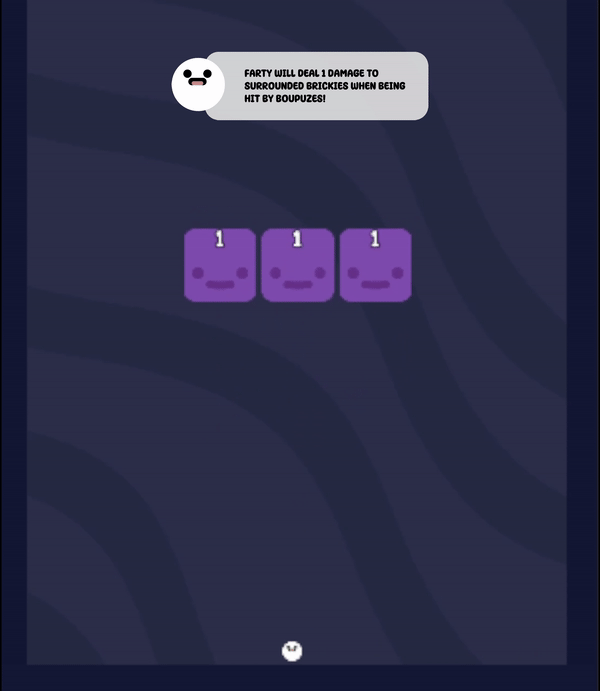 FARTY WILL DEAL 1 DAMAGE TO
SURROUNDED BRICKIES WHEN BEING
HIT BY BOUPUZES!
1 1 1